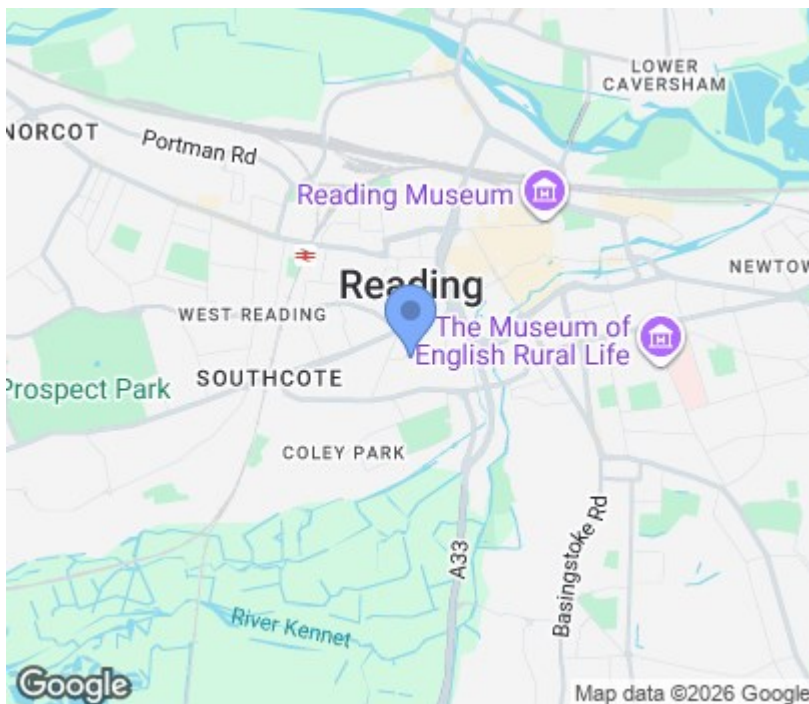 LOWER
CAVERSHAM
NORCOT
Portman Rd
Reading Museum
Reading
NEWTOW
WEST READING
The Museum of
English Rural Life
SOUTHCOTE
Prospect Park
COLEY PARK
A33
Basingstoke Rd
River Kennet
Google
Map data ©2026 Google